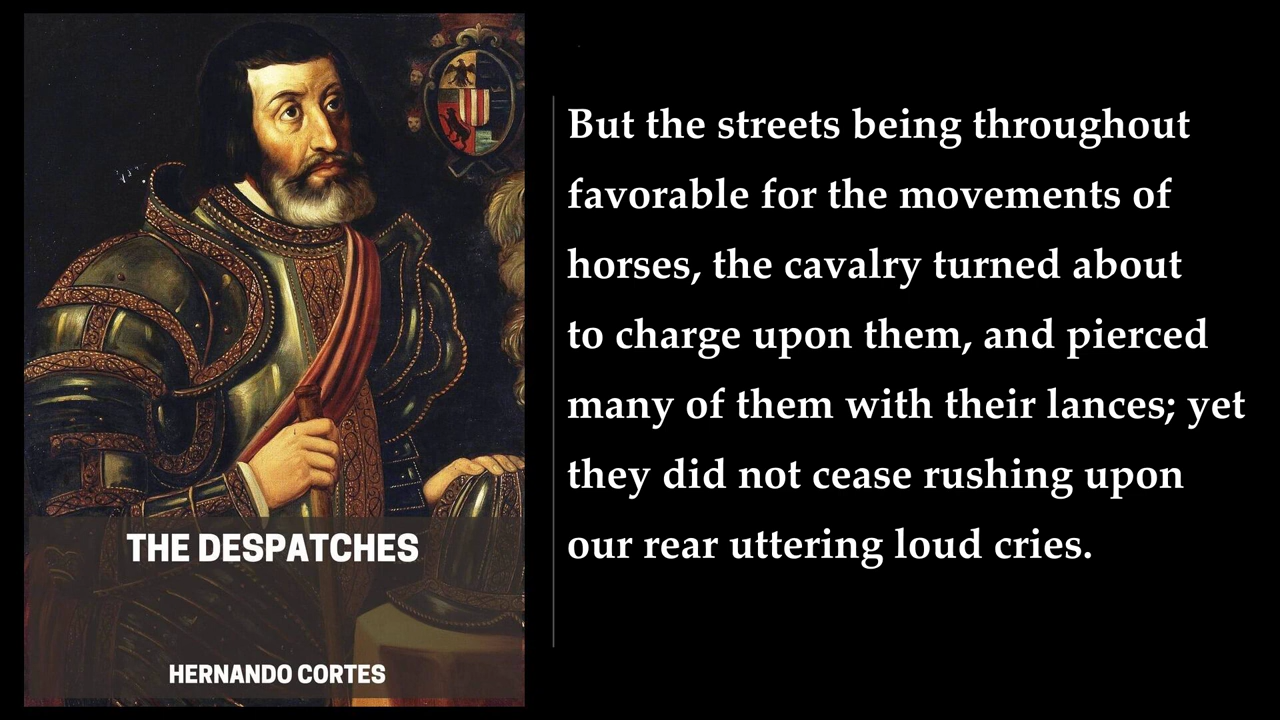 THE DESPATCHES
HERNANDO CORTES
But the streets being throughout
favorable for the movements of
horses, the cavalry turned about
to charge upon them, and pierced
many of them with their lances; yet
they did not cease rushing upon
our rear uttering loud cries.